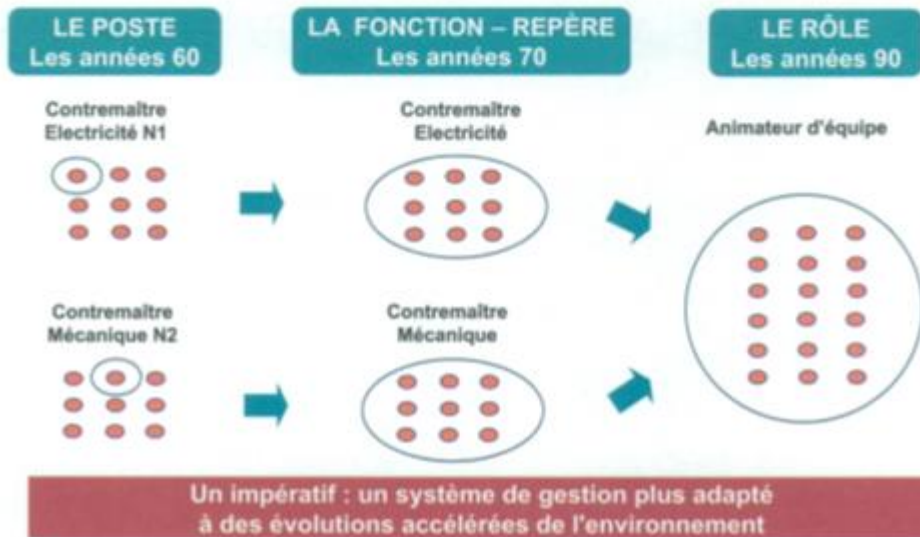 LE POSTE
Les années 60
LA FONCTION – REPÈRE
Les années 70
LE RÔLE
Les années 90
Contremaître
Electricité N1
Contremaître
Electricité
Animateur d'équipe
Contremaître
Mécanique N2
Contremaître
Mécanique
Un impératif : un système de gestion plus adapté
à des évolutions accélérées de l'environnement